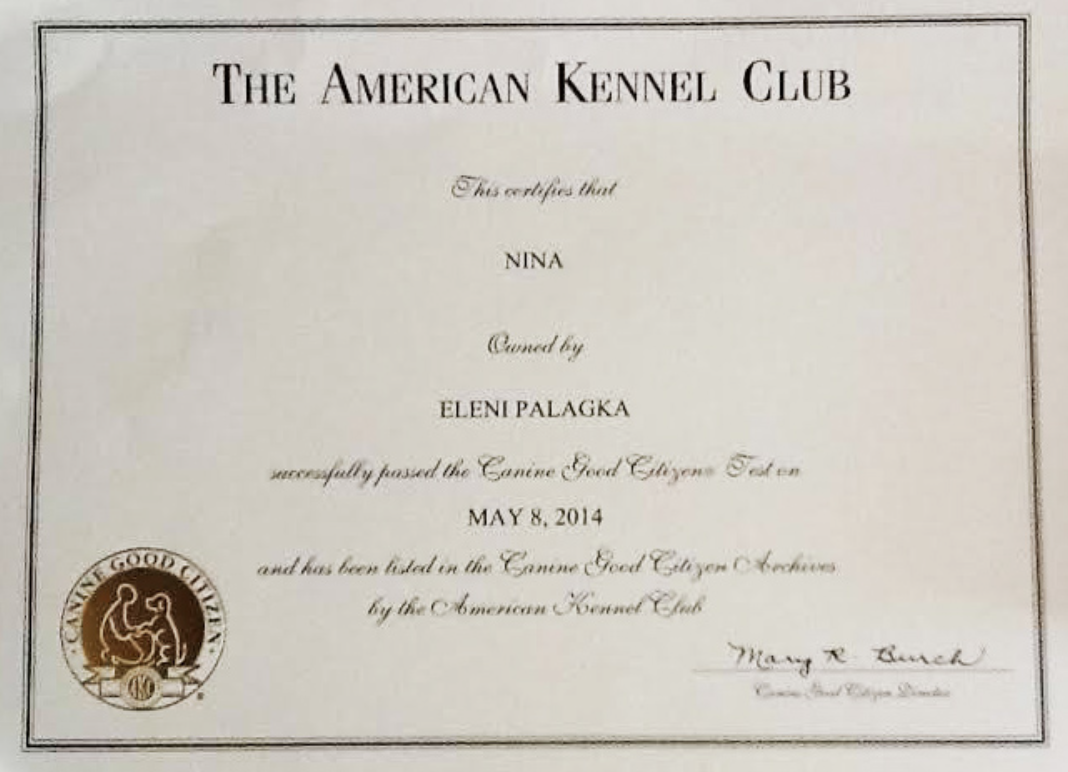 THE AMERICAN KENNEL CLUB
This certifies that
NINA
Owned by
ELENI PALAGKA
successfully passed the Canine Good Citizen® Test on
MAY 8, 2014
and has been listed in the Canine Good Citizen Archives
by the American Kennel Club
CANINE GOOD CITIZEN
AKC
Mary R. Burch
Canine Good Citizen Director